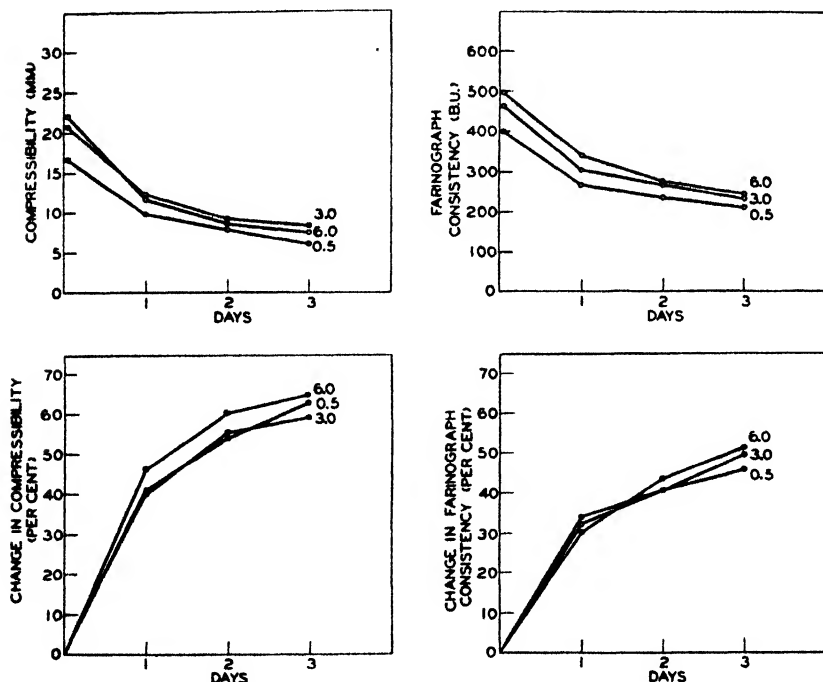 COMPRESSIBILITY (MM)
35
30
25
20
15
10
5
0
1 2 3
DAYS
3.0
6.0
0.5
FARINOGRAPH
CONSISTENCY (B.U.)
600
500
400
300
200
100
0
1 2 3
DAYS
6.0
3.0
0.5
CHANGE IN COMPRESSIBILITY
(PER CENT)
70
60
50
40
30
20
10
0
1 2 3
DAYS
6.0
0.5
3.0
CHANGE IN FARINOGRAPH
CONSISTENCY (PER CENT)
70
60
50
40
30
20
10
0
1 2 3
DAYS
6.0
3.0
0.5